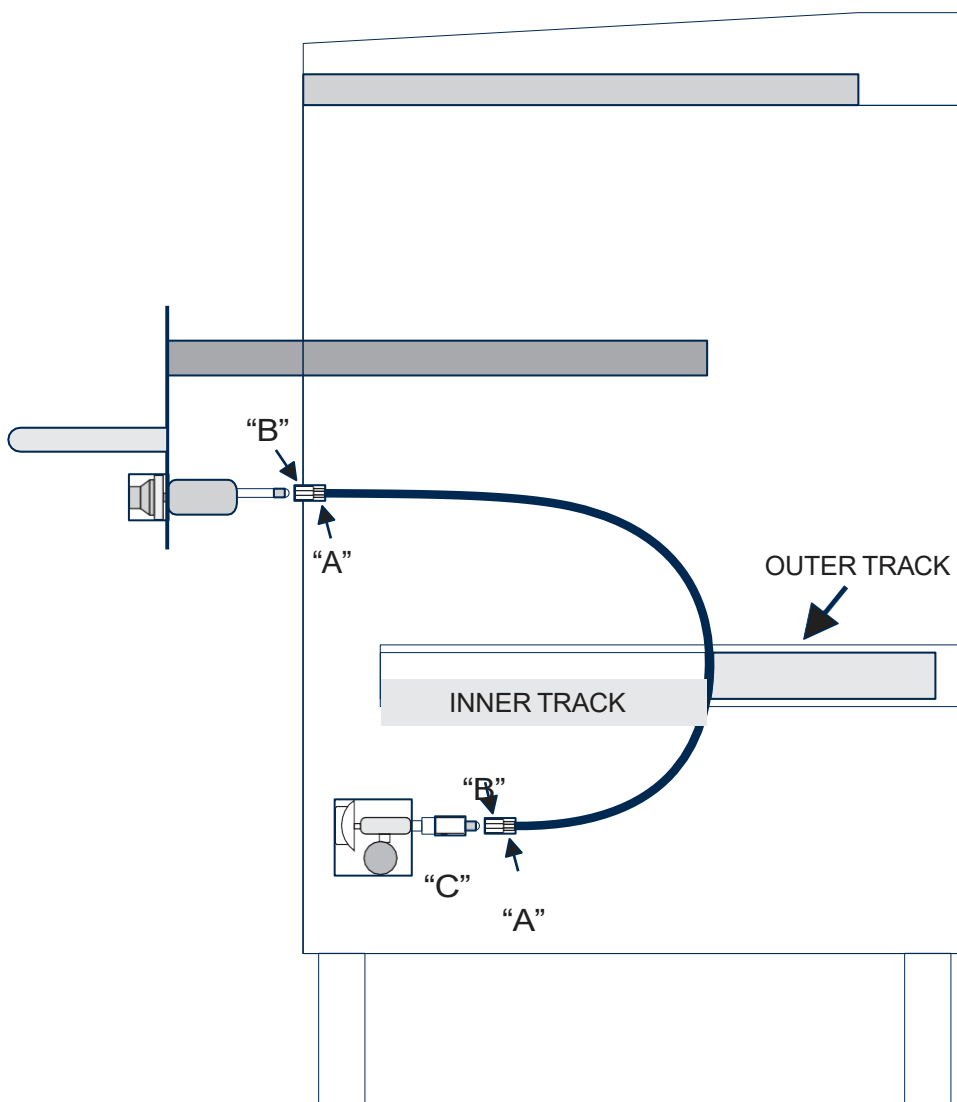 “B”
“A”
OUTER TRACK
INNER TRACK
“B”
“C”
“A”